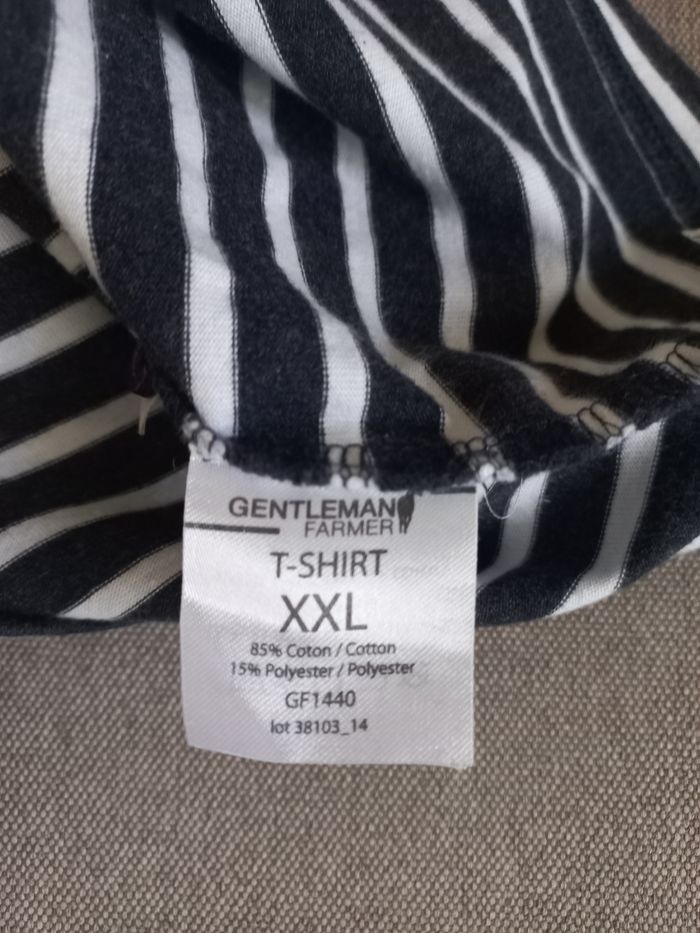 GENTLEMAN
FARMER
T-SHIRT
XXL
85% Coton / Cotton
15% Polyester / Polyester
GF1440
lot 38103_14